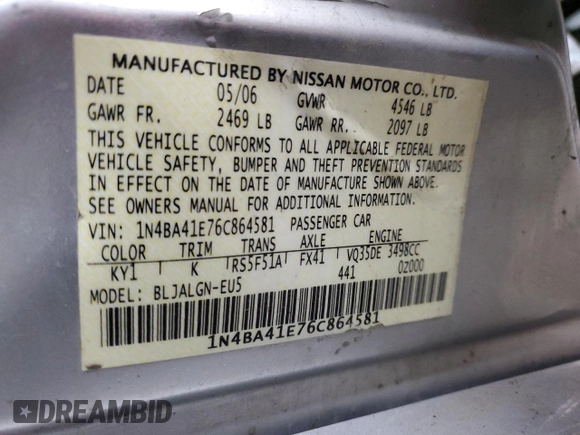 MANUFACTURED BY NISSAN MOTOR CO., LTD.
DATE 05/06 GVWR 4546 LB
GAWR FR. 2469 LB GAWR RR. 2097 LB
THIS VEHICLE CONFORMS TO ALL APPLICABLE FEDERAL MOTOR
VEHICLE SAFETY, BUMPER AND THEFT PREVENTION STANDARDS
IN EFFECT ON THE DATE OF MANUFACTURE SHOWN ABOVE.
SEE OWNERS MANUAL FOR ADDITIONAL INFORMATION.
VIN: 1N4BA41E76C864581 PASSENGER CAR
COLOR TRIM TRANS AXLE ENGINE
KY1 K RS5F51A FX41 VQ35DE 3498CC
MODEL: BLJALGN-EU5 441 0Z000
1N4BA41E76C864581
DREAMBID